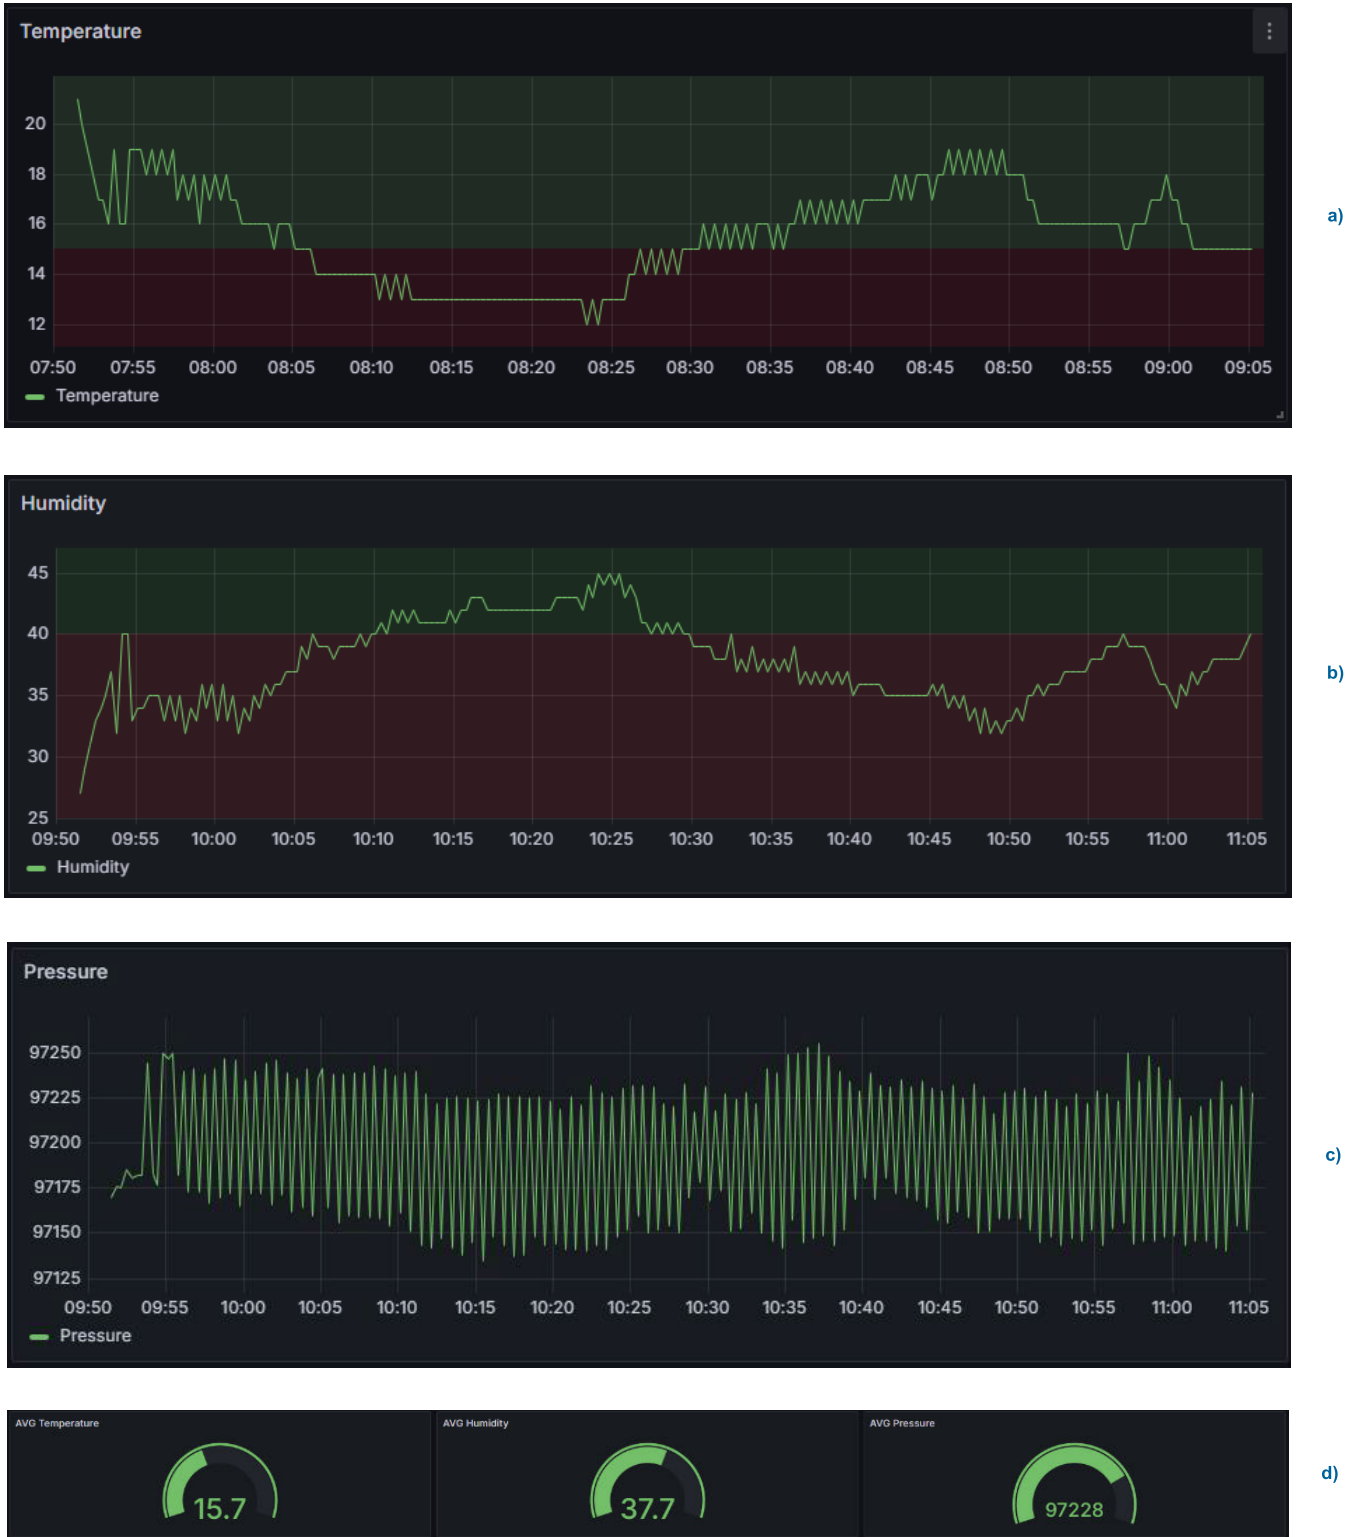 Temperature
20
18
16
14
12
07:50 07:55 08:00 08:05 08:10 08:15 08:20 08:25 08:30 08:35 08:40 08:45 08:50 08:55 09:00 09:05
Temperature
a)
Humidity
45
40
35
30
25
09:50 09:55 10:00 10:05 10:10 10:15 10:20 10:25 10:30 10:35 10:40 10:45 10:50 10:55 11:00 11:05
Humidity
b)
Pressure
97250
97225
97200
97175
97150
97125
09:50 09:55 10:00 10:05 10:10 10:15 10:20 10:25 10:30 10:35 10:40 10:45 10:50 10:55 11:00 11:05
Pressure
c)
AVG Temperature AVG Humidity AVG Pressure
15.7 37.7 97228
d)